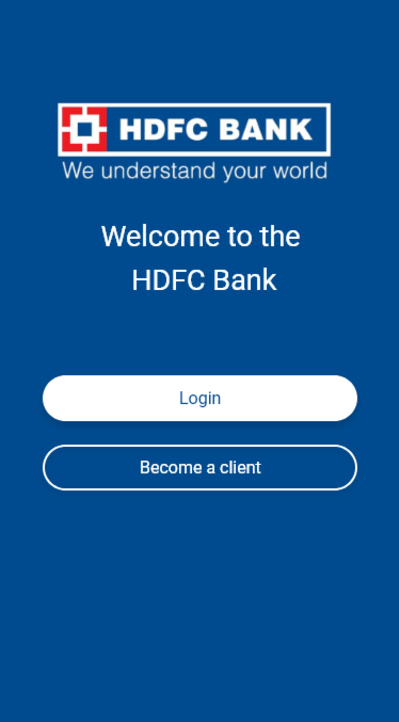 HDFC BANK
We understand your world
Welcome to the
HDFC Bank
Login
Become a client